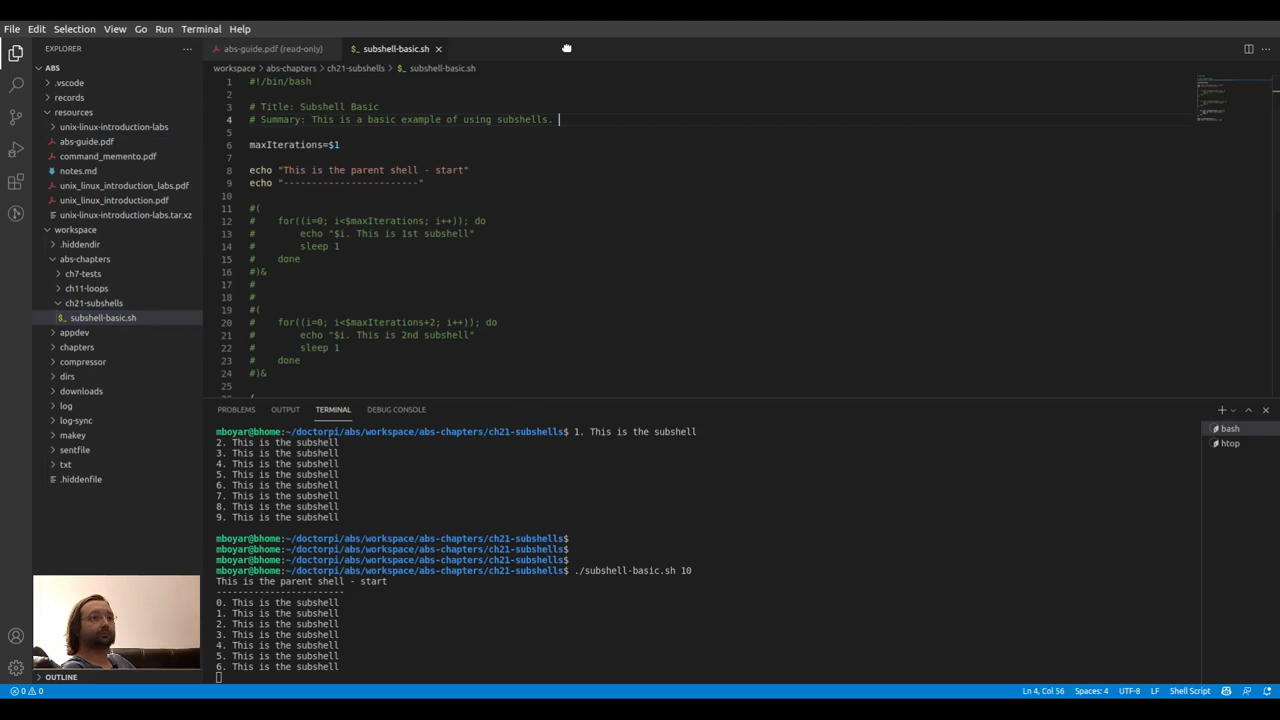 File Edit Selection View Go Run Terminal Help
EXPLORER
abs-guide.pdf (read-only)
subshell-basic.sh
ABS
.vscode
records
resources
unix-linux-introduction-labs
abs-guide.pdf
command_memento.pdf
notes.md
unix_linux_introduction_labs.pdf
unix_linux_introduction.pdf
unix-linux-introduction-labs.tar.xz
workspace
.hiddendir
abs-chapters
ch7-tests
ch11-loops
ch21-subshells
subshell-basic.sh
appdev
chapters
compressor
dirs
downloads
log
log-sync
makey
sentfile
txt
.hiddenfile
OUTLINE
workspace > abs-chapters > ch21-subshells > $_ subshell-basic.sh
1 #!/bin/bash
2
3 # Title: Subshell Basic
4 # Summary: This is a basic example of using subshells.
5
6 maxIterations=$1
7
8 echo "This is the parent shell - start"
9 echo "------------------------"
10
11 #(
12 #    for((i=0; i<$maxIterations; i++)); do
13 #        echo "$i. This is 1st subshell"
14 #        sleep 1
15 #    done
16 #)&
17 #
18 #
19 #(
20 #    for((i=0; i<$maxIterations+2; i++)); do
21 #        echo "$i. This is 2nd subshell"
22 #        sleep 1
23 #    done
24 #)&
25
PROBLEMS OUTPUT TERMINAL DEBUG CONSOLE
mboyar@bhome:~/doctorpi/abs/workspace/abs-chapters/ch21-subshells$ 1. This is the subshell
2. This is the subshell
3. This is the subshell
4. This is the subshell
5. This is the subshell
6. This is the subshell
7. This is the subshell
8. This is the subshell
9. This is the subshell
mboyar@bhome:~/doctorpi/abs/workspace/abs-chapters/ch21-subshells$
mboyar@bhome:~/doctorpi/abs/workspace/abs-chapters/ch21-subshells$
mboyar@bhome:~/doctorpi/abs/workspace/abs-chapters/ch21-subshells$
mboyar@bhome:~/doctorpi/abs/workspace/abs-chapters/ch21-subshells$ ./subshell-basic.sh 10
This is the parent shell - start
------------------------
0. This is the subshell
1. This is the subshell
2. This is the subshell
3. This is the subshell
4. This is the subshell
5. This is the subshell
6. This is the subshell
bash
htop
0 0
Ln 4, Col 56 Spaces: 4 UTF-8 LF Shell Script